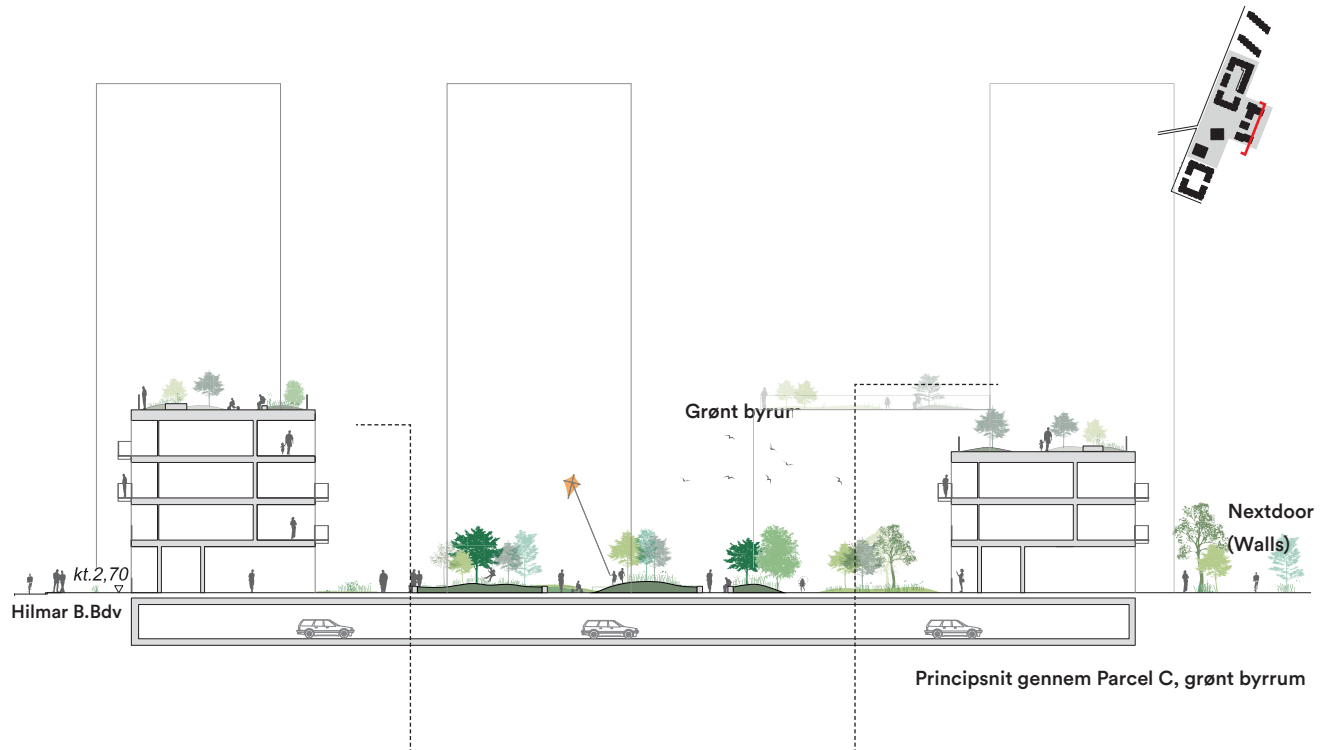 Grønt byrum
Nextdoor
(Walls)
kt.2,70
Hilmar B.Bdv
Principsnit gennem Parcel C, grønt byrrum